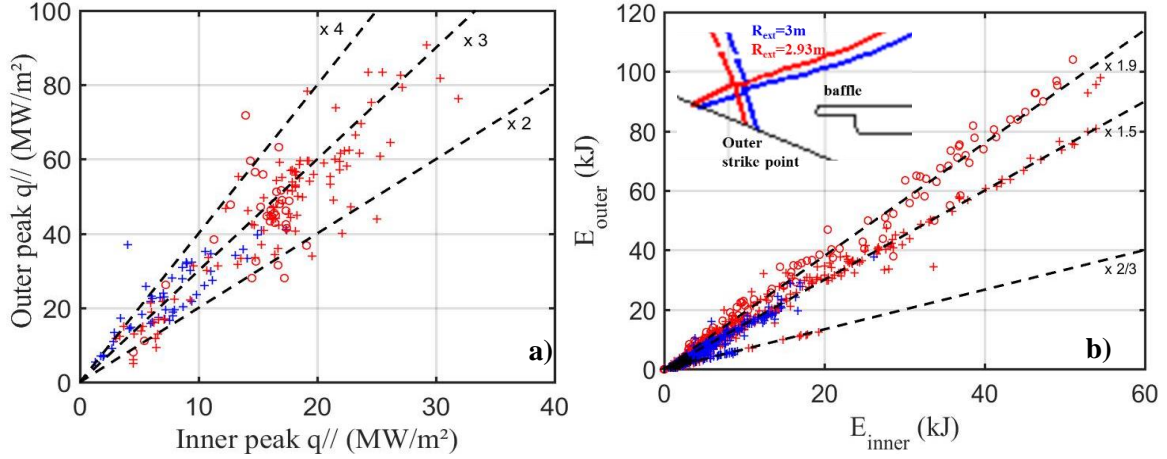 100
80
60
40
20
0
Outer peak q// (MW/m²)
x 4
x 3
x 2
a)
0 10 20 30 40
Inner peak q// (MW/m²)
120
100
80
60
40
20
0
E_outer (kJ)
R_ext=3m
R_ext=2.93m
baffle
Outer
strike point
x 1.9
x 1.5
x 2/3
b)
0 20 40 60
E_inner (kJ)